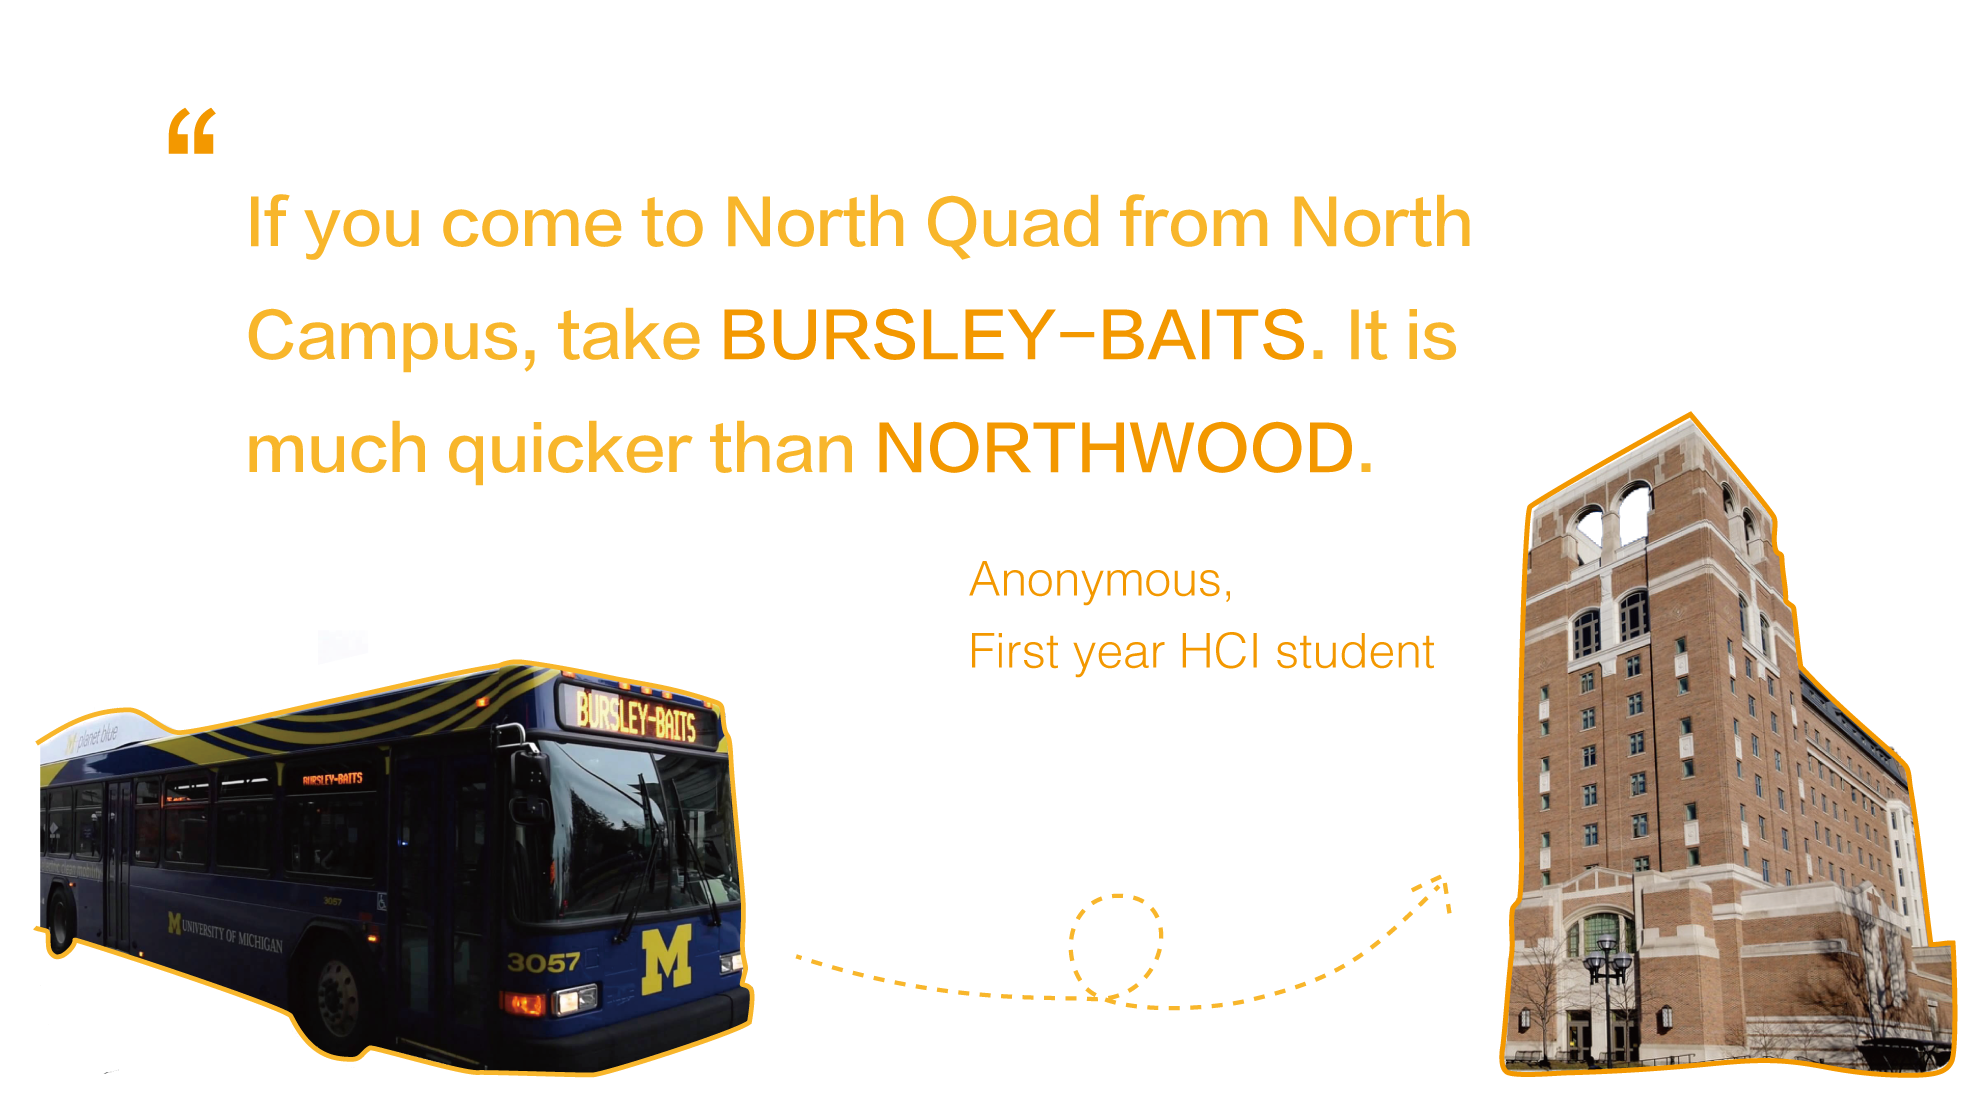 “
If you come to North Quad from North
Campus, take BURSLEY-BAITS. It is
much quicker than NORTHWOOD.
Anonymous,
First year HCI student
BURSLEY-BAITS
M planet blue
BURSLEY-BAITS
3057
M UNIVERSITY OF MICHIGAN
3057
M